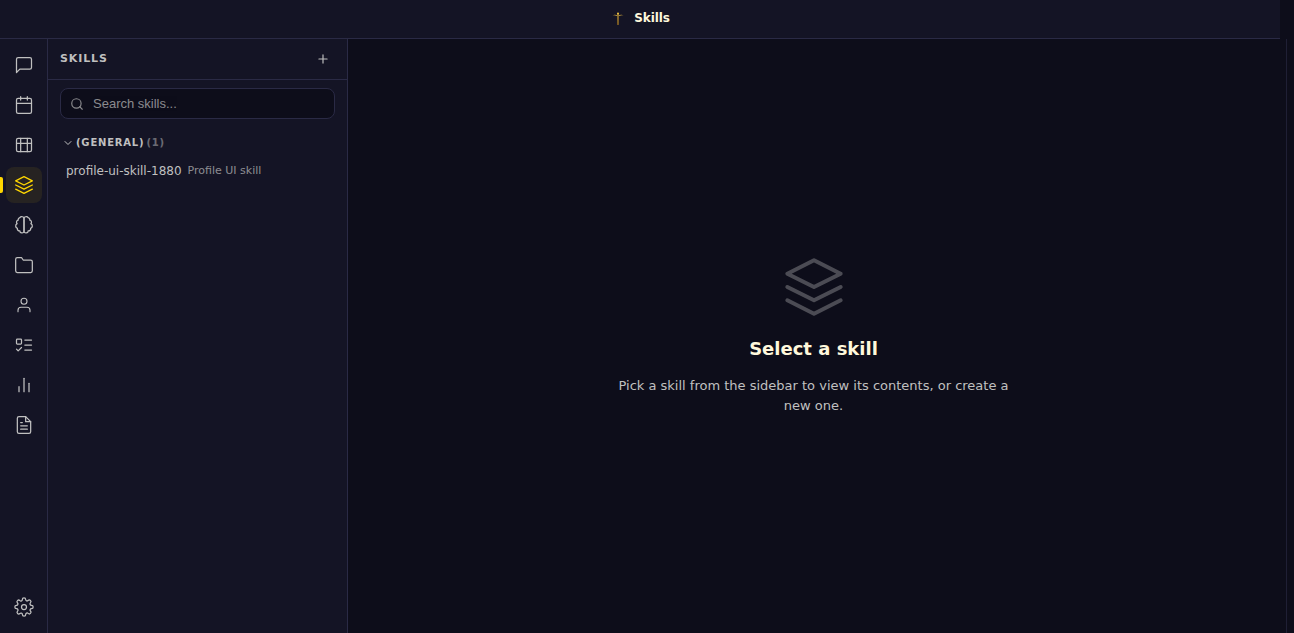 Skills
SKILLS
Search skills...
(GENERAL) (1)
profile-ui-skill-1880 Profile UI skill
Select a skill
Pick a skill from the sidebar to view its contents, or create a
new one.